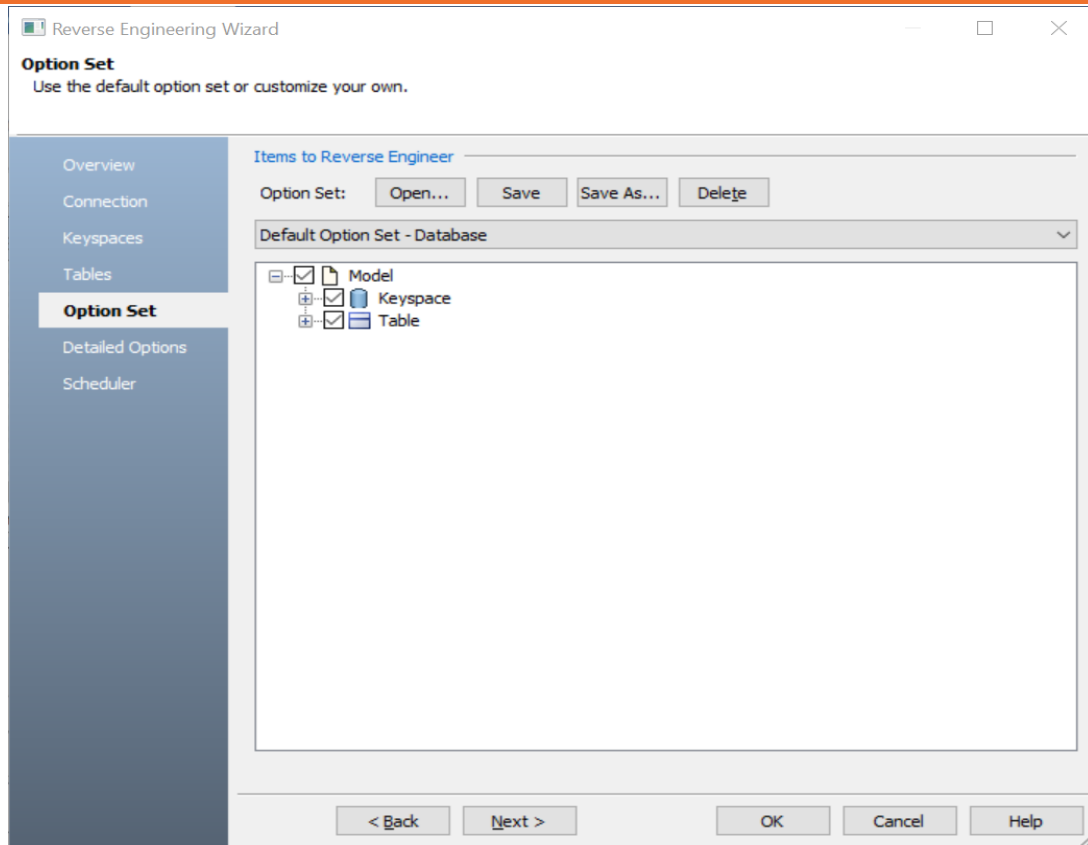 Reverse Engineering Wizard
Option Set
Use the default option set or customize your own.
Overview
Connection
Keyspaces
Tables
Option Set
Detailed Options
Scheduler
Items to Reverse Engineer
Option Set: Open... Save Save As... Delete
Default Option Set - Database
Model
Keyspace
Table
< Back Next > OK Cancel Help